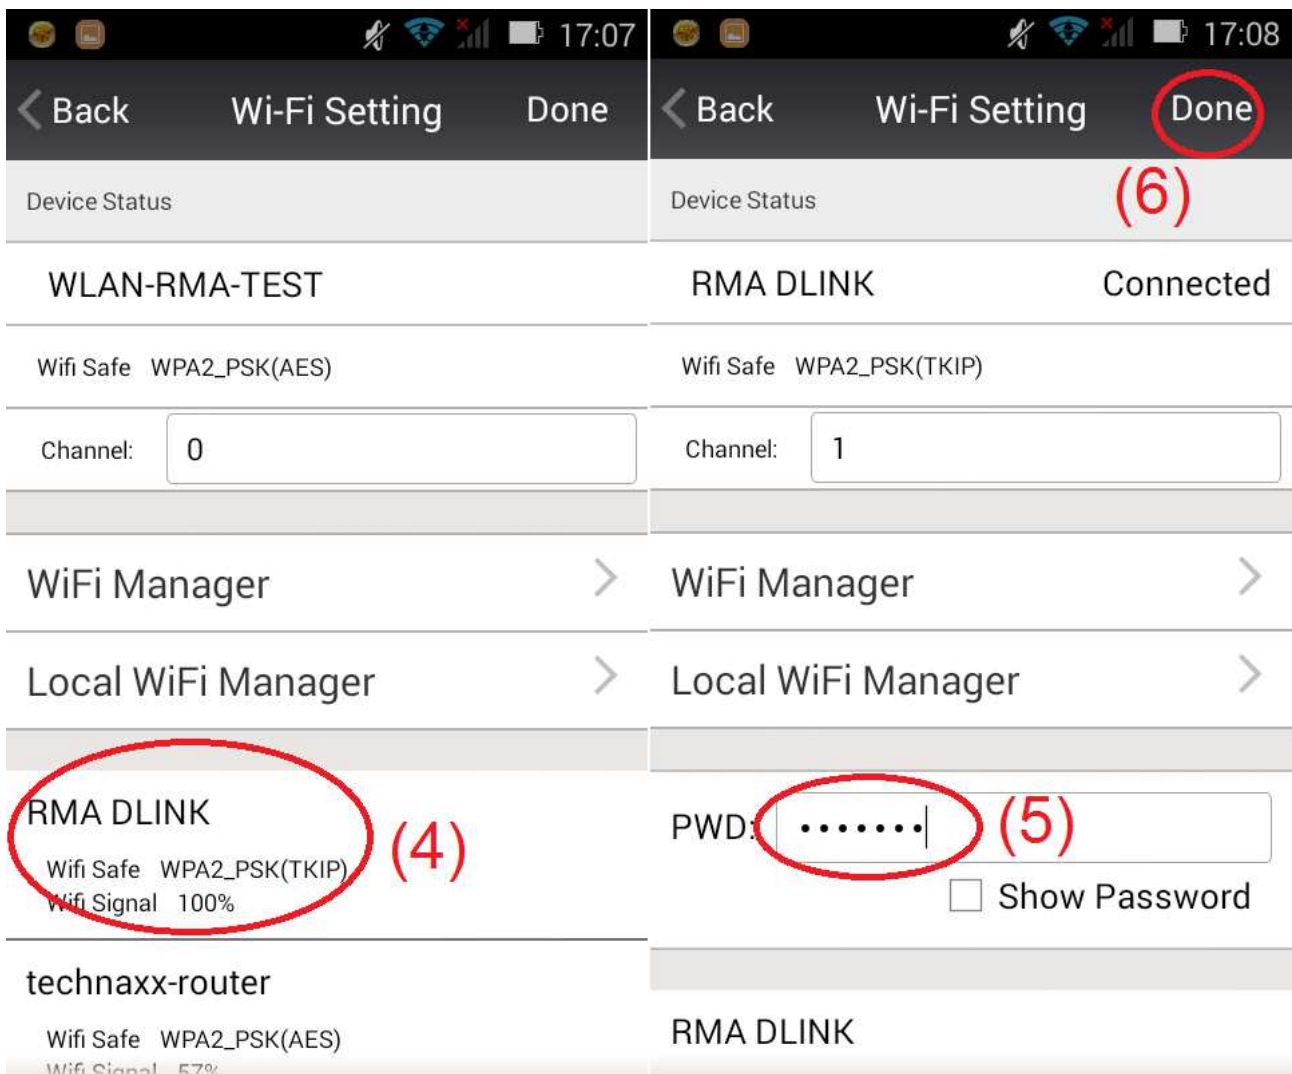 17:07
Back Wi-Fi Setting Done
Device Status
WLAN-RMA-TEST
Wifi Safe WPA2_PSK(AES)
Channel: 0
WiFi Manager
Local WiFi Manager
RMA DLINK
Wifi Safe WPA2_PSK(TKIP)
Wifi Signal 100%
(4)
technaxx-router
Wifi Safe WPA2_PSK(AES)
Wifi Signal 57%
17:08
Back Wi-Fi Setting Done
(6)
Device Status
RMA DLINK Connected
Wifi Safe WPA2_PSK(TKIP)
Channel: 1
WiFi Manager
Local WiFi Manager
PWD: ••••••• (5)
Show Password
RMA DLINK